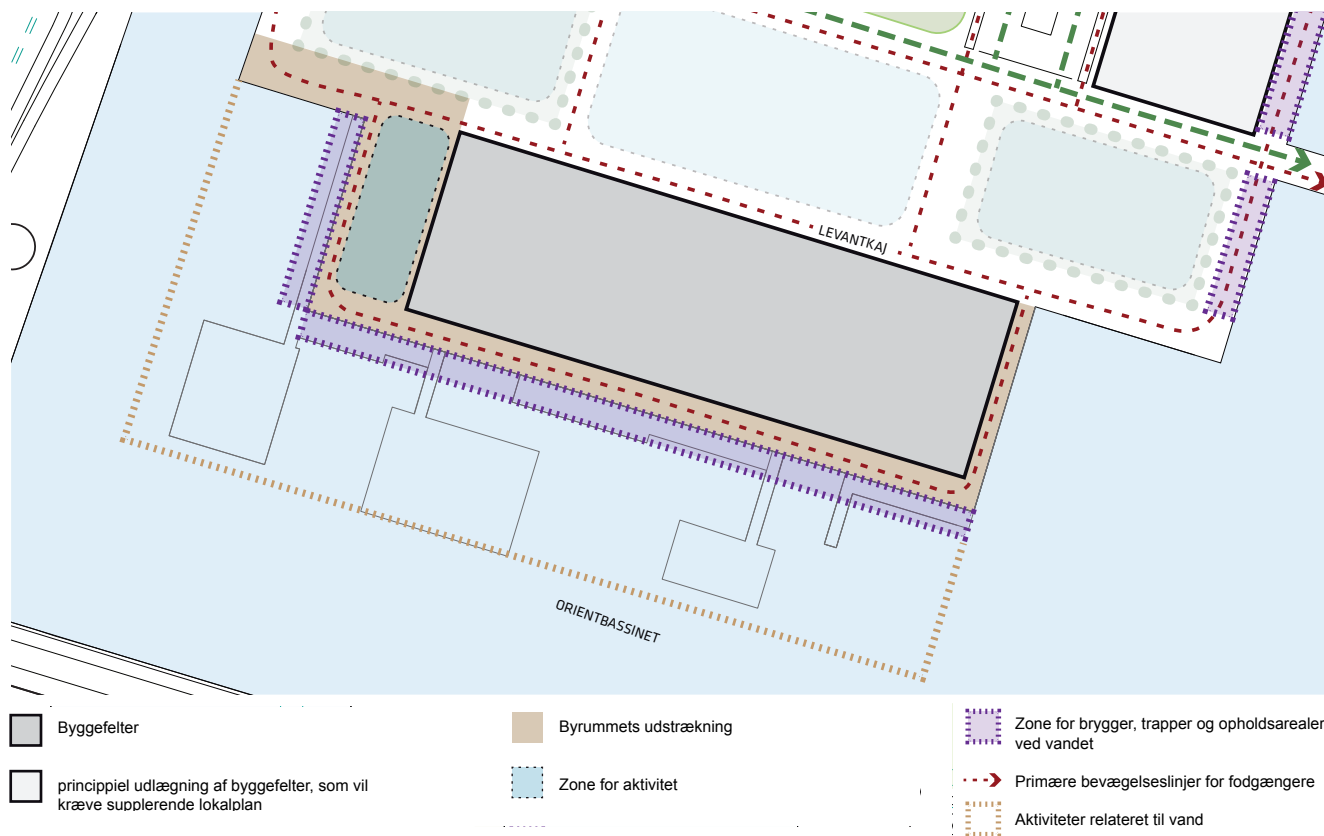 LEVANTKAJ
ORIENTBASSINET
Byggefelter
princippiel udlægning af byggefelter, som vil
kræve supplerende lokalplan
Byrummets udstrækning
Zone for aktivitet
Zone for brygger, trapper og opholdsarealer
ved vandet
Primære bevægelseslinjer for fodgængere
Aktiviteter relateret til vand